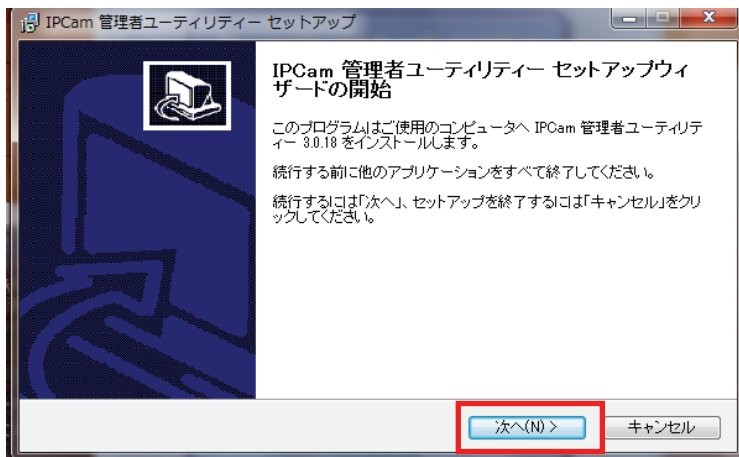 IPCam 管理者ユーティリティー セットアップ
IPCam 管理者ユーティリティー セットアップウィ
ザードの開始
このプログラムはご使用のコンピュータへ IPCam 管理者ユーティリテ
ィー 3.0.18 をインストールします。
続行する前に他のアプリケーションをすべて終了してください。
続行するには「次へ」、セットアップを終了するには「キャンセル」をクリ
ックしてください。
次へ(N) >
キャンセル